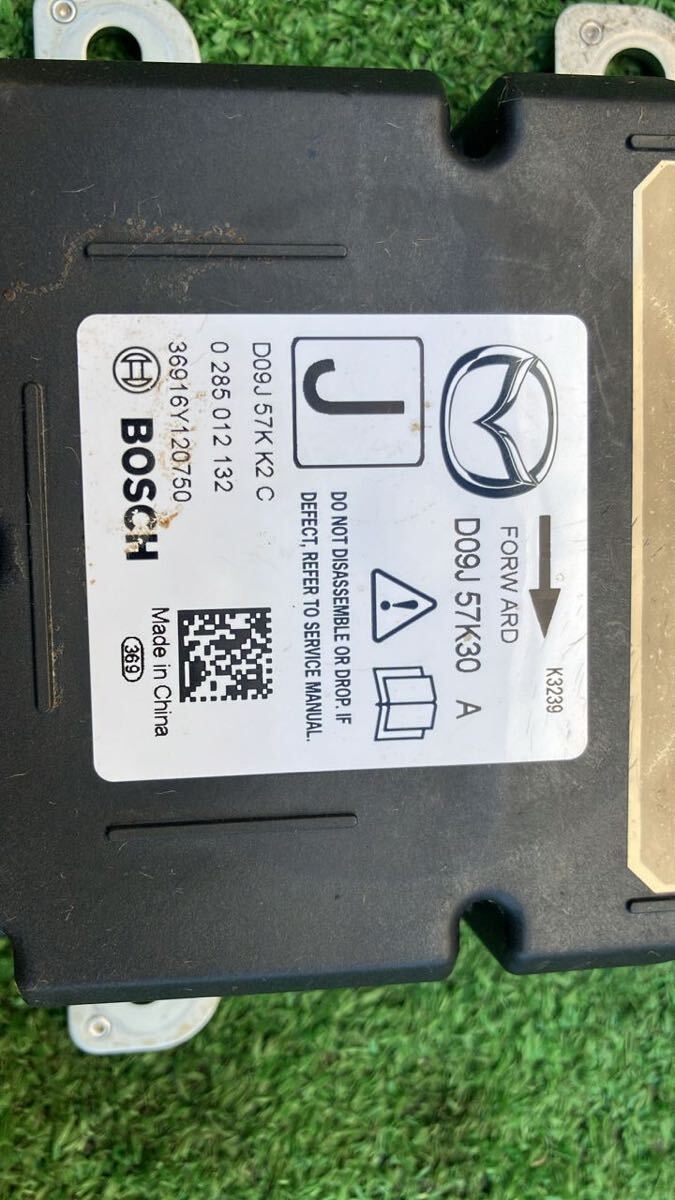 K3239
FORWARD
D09J 57K30 A
J
DO NOT DISASSEMBLE OR DROP. IF
DEFECT, REFER TO SERVICE MANUAL.
D09J 57K K2 C
0 285 012 132
36916Y120750
BOSCH
Made in China
369